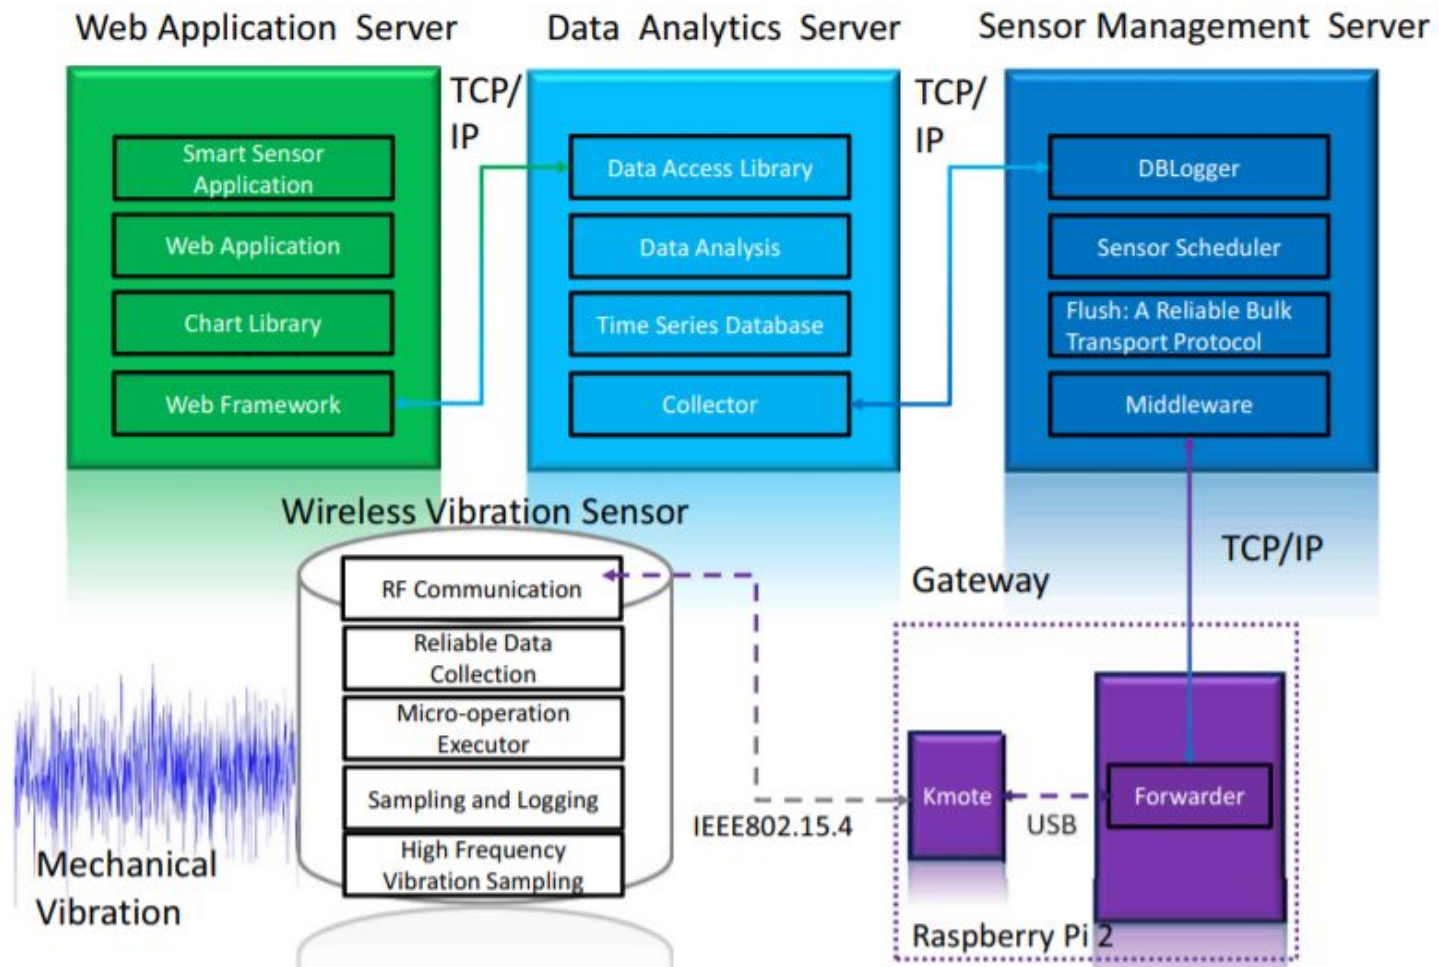 Web Application Server
Data Analytics Server
Sensor Management Server
TCP/
IP
TCP/
IP
Smart Sensor
Application
Web Application
Chart Library
Web Framework
Data Access Library
Data Analysis
Time Series Database
Collector
DBLogger
Sensor Scheduler
Flush: A Reliable Bulk
Transport Protocol
Middleware
Wireless Vibration Sensor
RF Communication
Reliable Data
Collection
Micro-operation
Executor
Sampling and Logging
High Frequency
Vibration Sampling
Mechanical
Vibration
IEEE802.15.4
TCP/IP
Gateway
Kmote
USB
Forwarder
Raspberry Pi 2